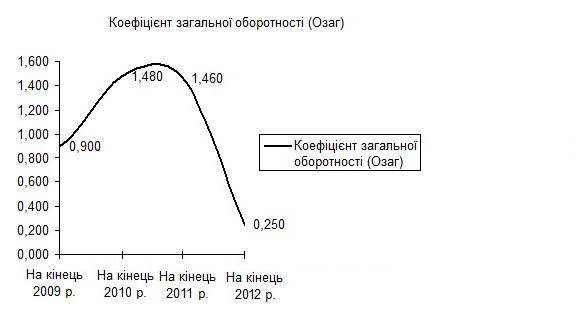 Коефіцієнт загальної оборотності (Озаг)
1,600
1,400
1,200
1,000
0,800
0,600
0,400
0,200
0,000
0,900
1,480
1,460
0,250
На кінець
2009 р.
На кінець
2010 р.
На кінець
2011 р.
На кінець
2012 р.
Коефіцієнт загальної
оборотності (Озаг)